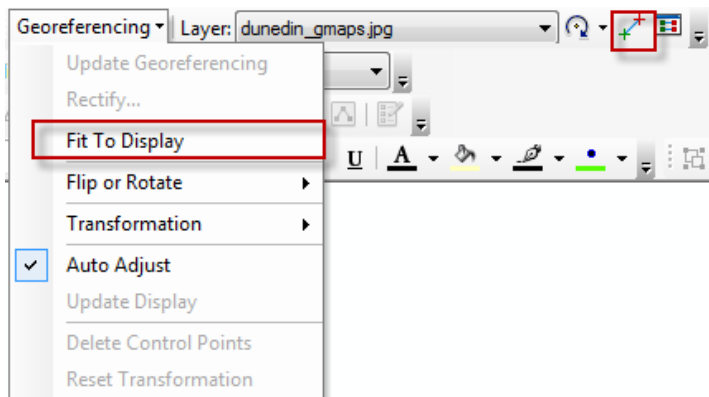 Georeferencing Layer: dunedin_gmaps.jpg
Update Georeferencing
Rectify...
Fit To Display
U A
Flip or Rotate
Transformation
Auto Adjust
Update Display
Delete Control Points
Reset Transformation